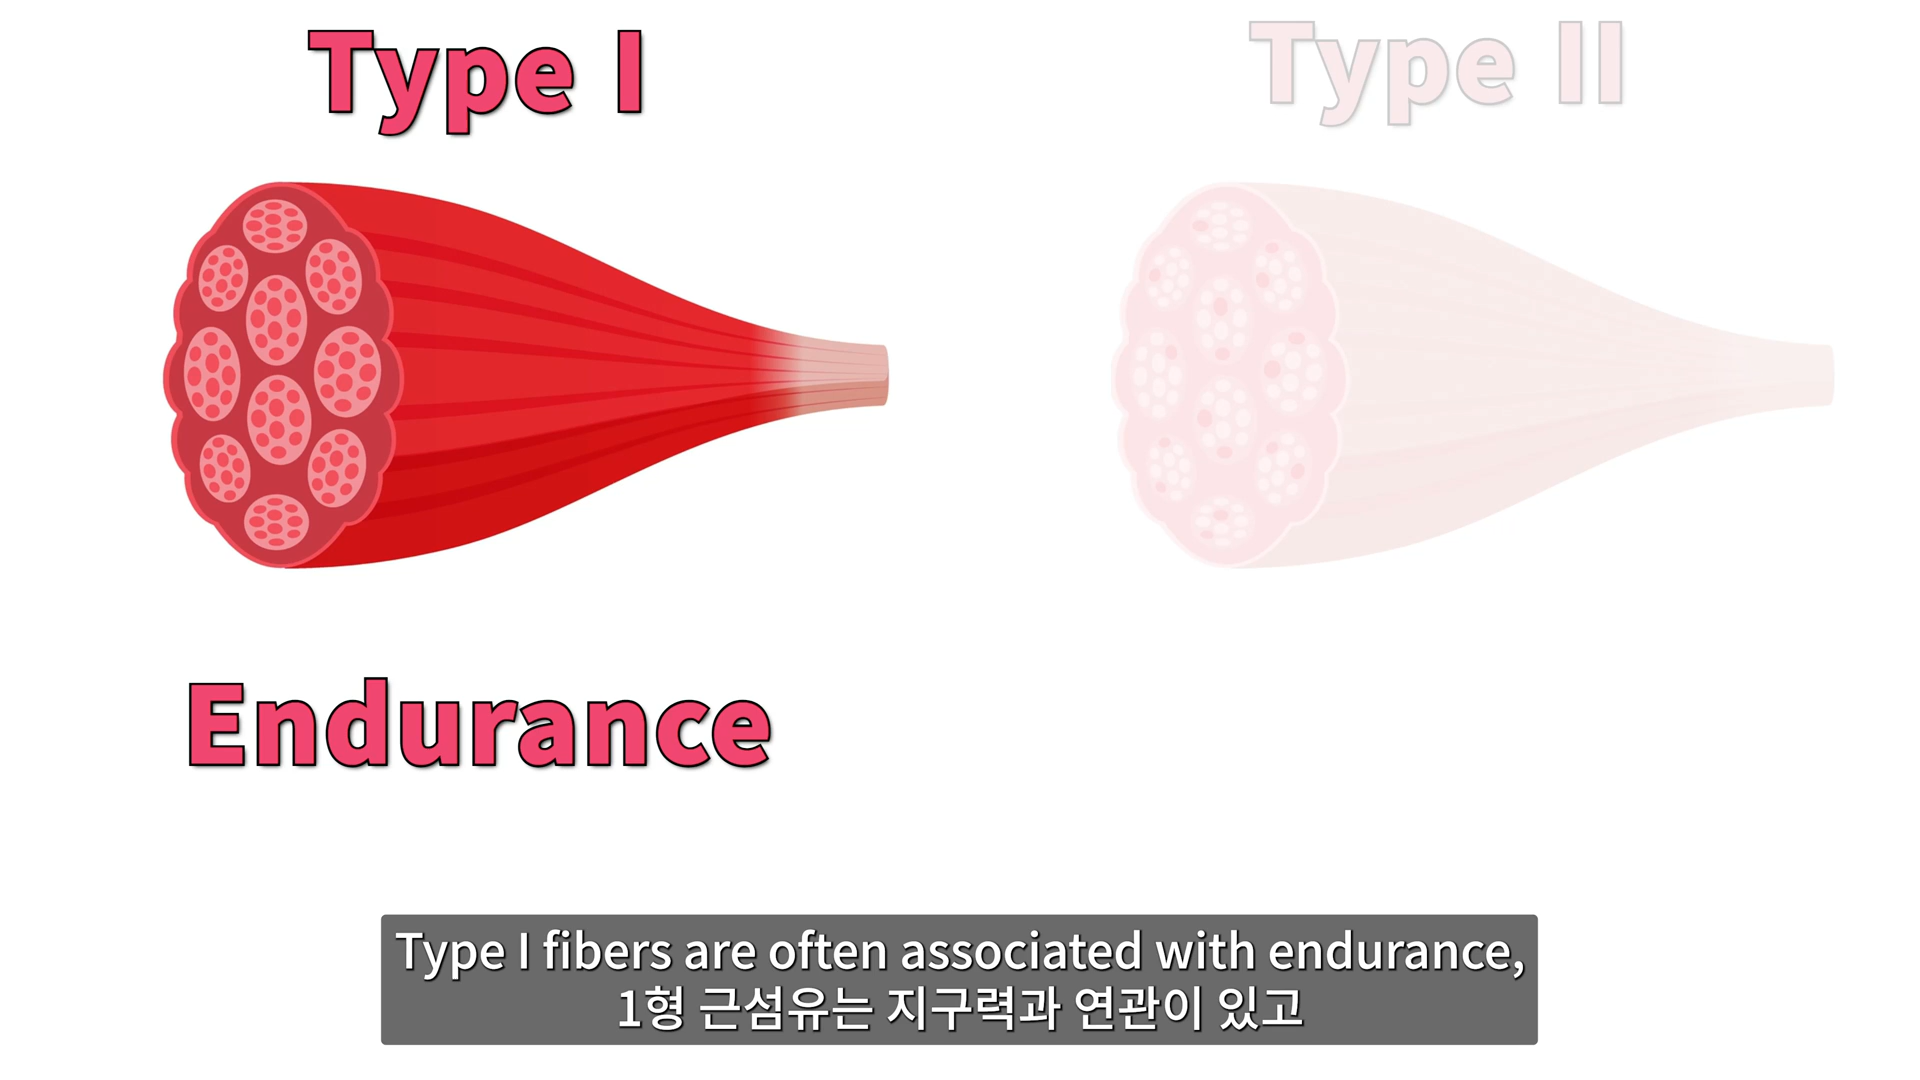 Type I
Type II
Endurance
Type I fibers are often associated with endurance,
1형 근섬유는 지구력과 연관이 있고